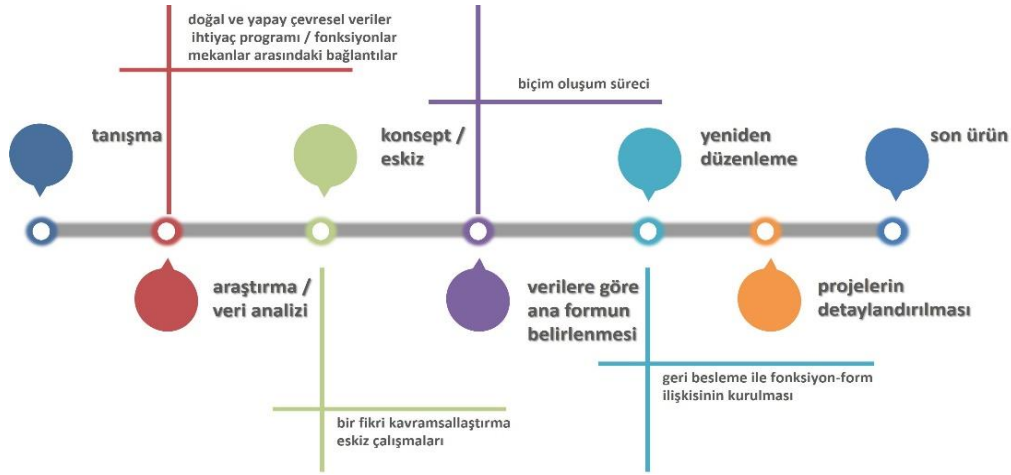 doğal ve yapay çevresel veriler
ihtiyaç programı / fonksiyonlar
mekanlar arasındaki bağlantılar
biçim oluşum süreci
tanışma
konsept /
eskiz
yeniden
düzenleme
son ürün
araştırma /
veri analizi
verilere göre
ana formun
belirlenmesi
projelerin
detaylandırılması
bir fikri kavramsallaştırma
eskiz çalışmaları
geri besleme ile fonksiyon-form
ilişkisinin kurulması